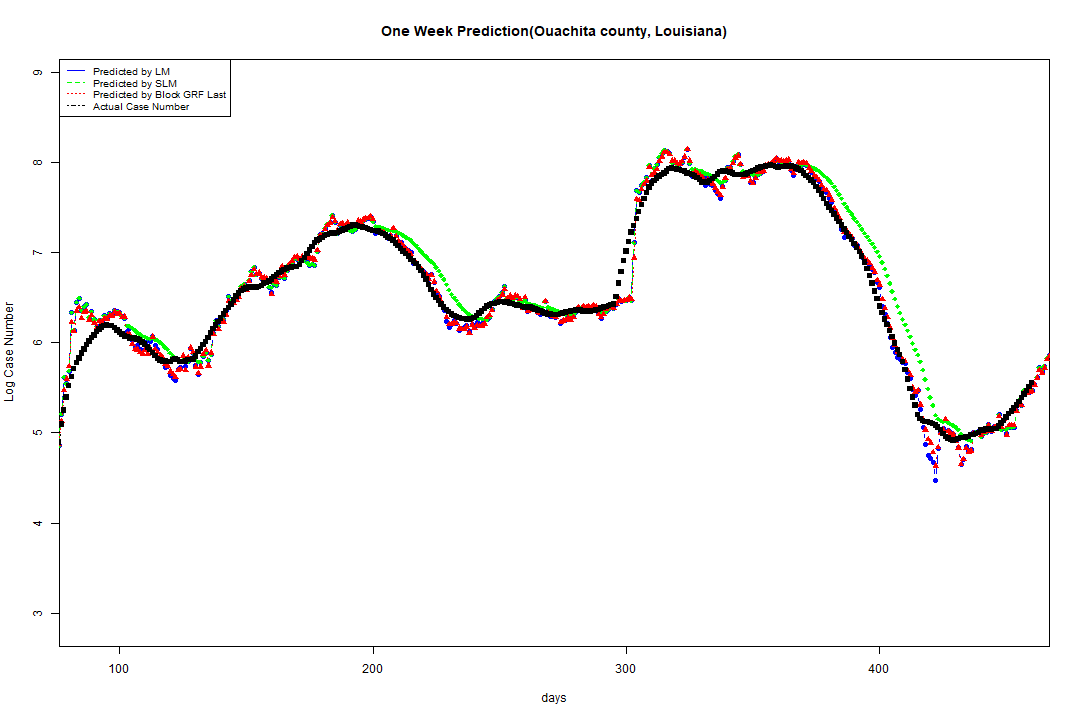 One Week Prediction(Ouachita county, Louisiana)
Predicted by LM
Predicted by SLM
Predicted by Block GRF Last
Actual Case Number
9
8
7
6
5
4
3
Log Case Number
100 200 300 400
days